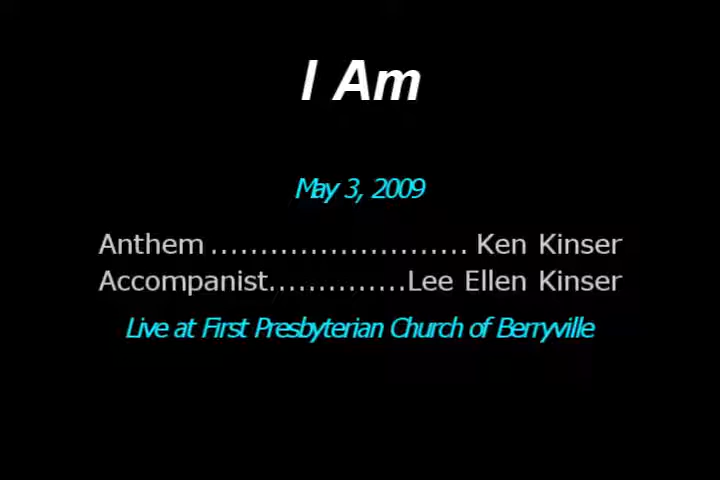 I Am
May 3, 2009
Anthem .......................... Ken Kinser
Accompanist..............Lee Ellen Kinser
Live at First Presbyterian Church of Berryville